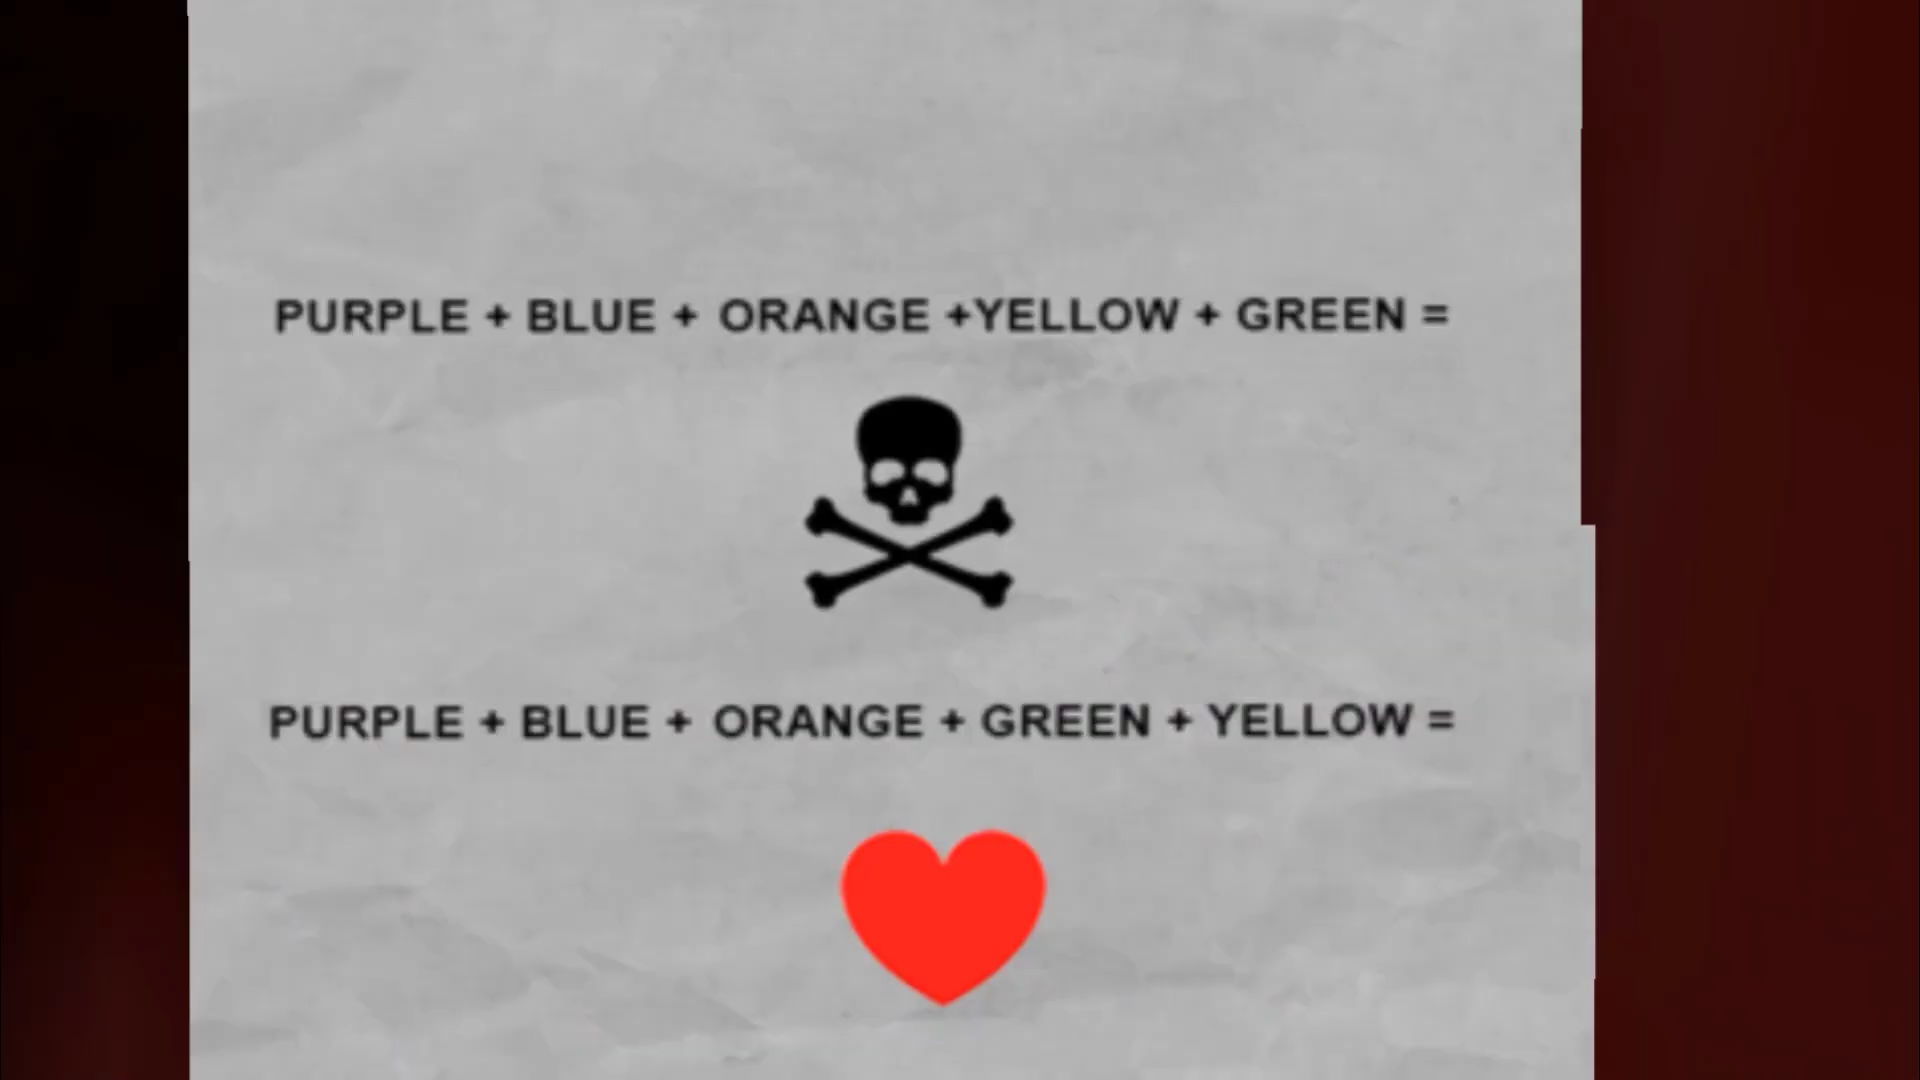 PURPLE + BLUE + ORANGE +YELLOW + GREEN =
PURPLE + BLUE + ORANGE + GREEN + YELLOW =